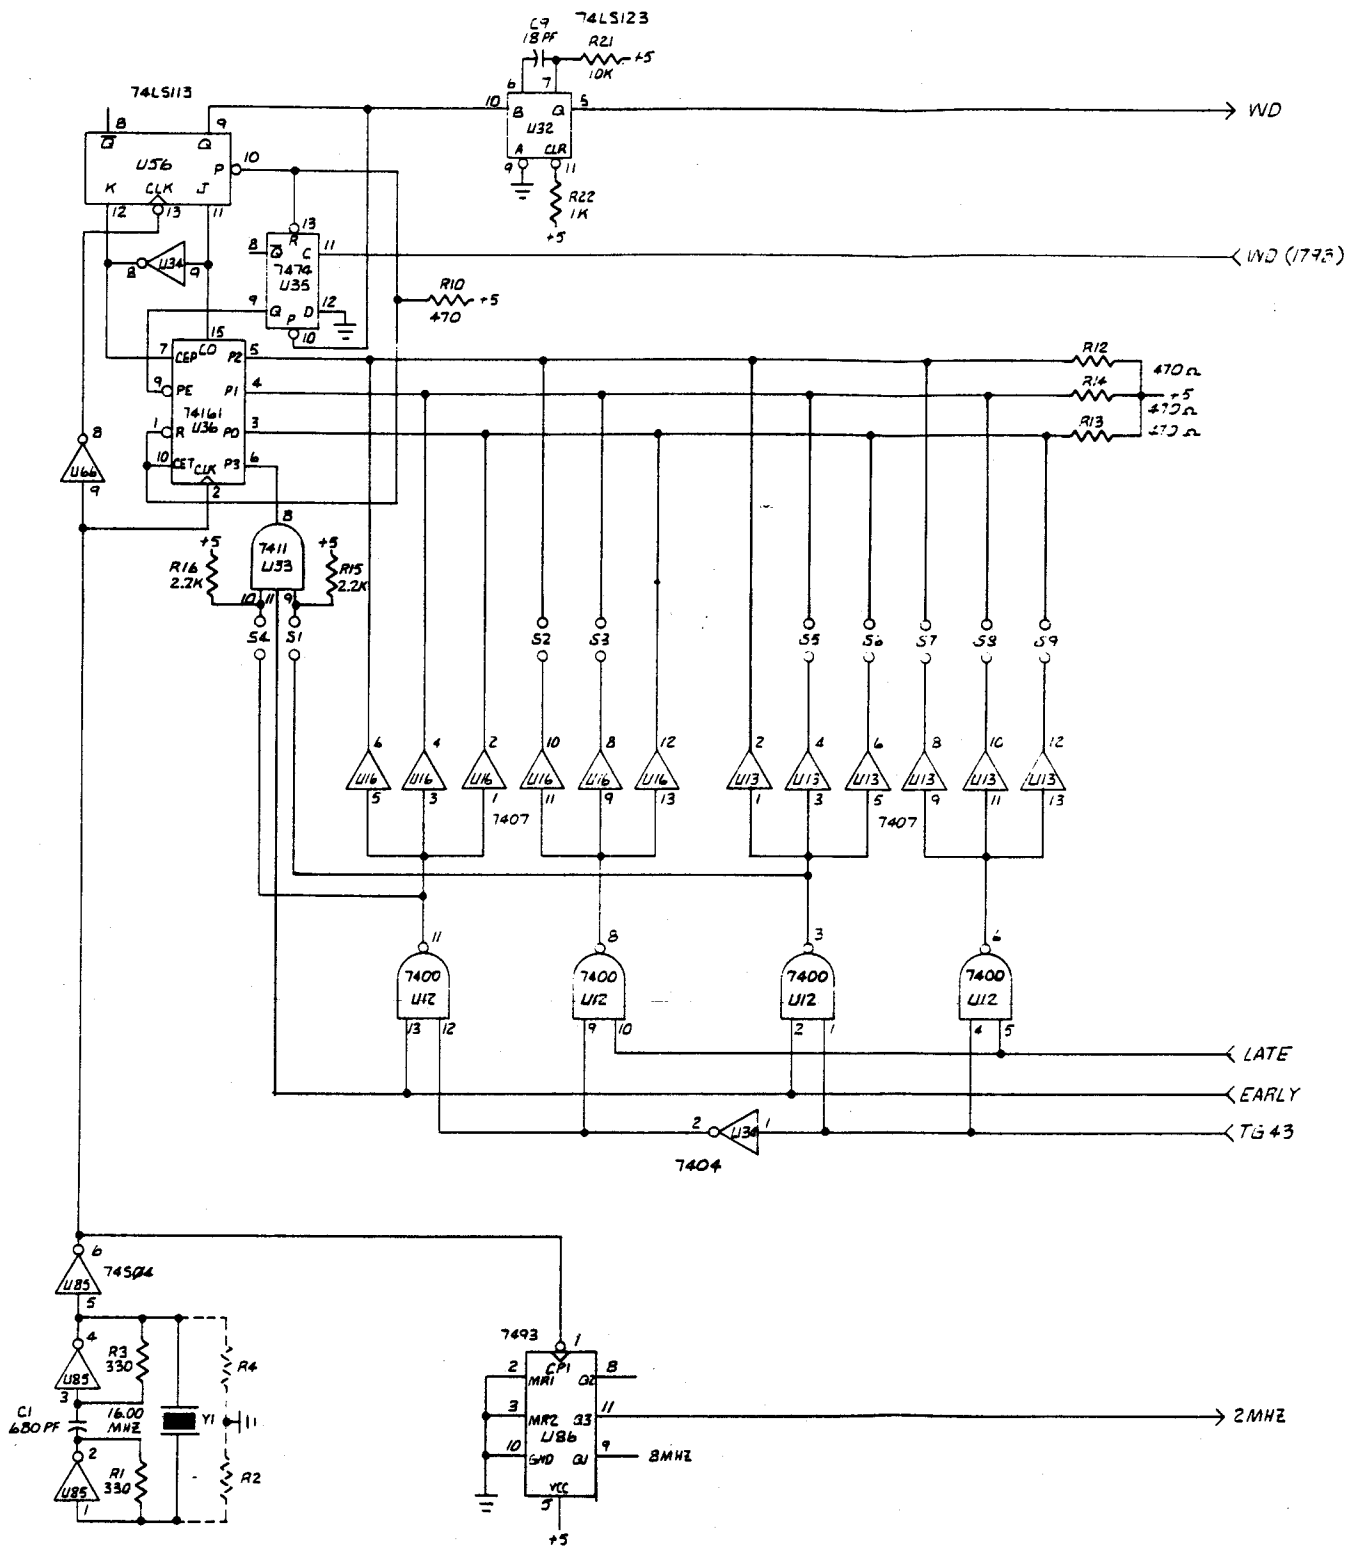 C9
18PF
74LS123
R21
+5
10K
6 7
74LS113
10 B Q 5
U32
A CLR
9 11
WD
8 9
Q Q
U56
P 10
K CLK J
12 13 11
R22
1K
+5
13
R
8 Q C 11
7474
U35
9 Q D 12
P
10
WD (1793)
8 U34 9
R10
+5
470
15
7 CEP CO P2 5
9 PE P1 4
74161
1 R U36 P0 3
10 CET CLK P3 6
2
R12
470Ω
R14
+5
470Ω
R13
470Ω
8
U66
9
8
+5
7411
U33
+5
R16
2.2K
R15
2.2K
10 11 9
S4 S1
S2 S3 S5 S6 S7 S8 S9
6 4 2 10 8 12 2 4 6 8 10 12
U16 U16 U16 U16 U16 U16 U13 U13 U13 U13 U13 U13
5 3 1 11 9 13 1 3 5 9 11 13
7407 7407
11 8 3 6
7400 7400 7400 7400
U12 U12 U12 U12
13 12 9 10 2 1 4 5
LATE
EARLY
2 U34 1
TG43
7404
6
U85
74S04
5
4
U85
3
R3
330
R4
C1
680PF
16.00
MHZ
Y1
2
U85
1
R1
330
R2
7493
1
CP1
2 MR1 Q2 8
3 MR2 Q3 11
U86
10 GND Q1 9
VCC
5
+5
2MHZ
8MHZ